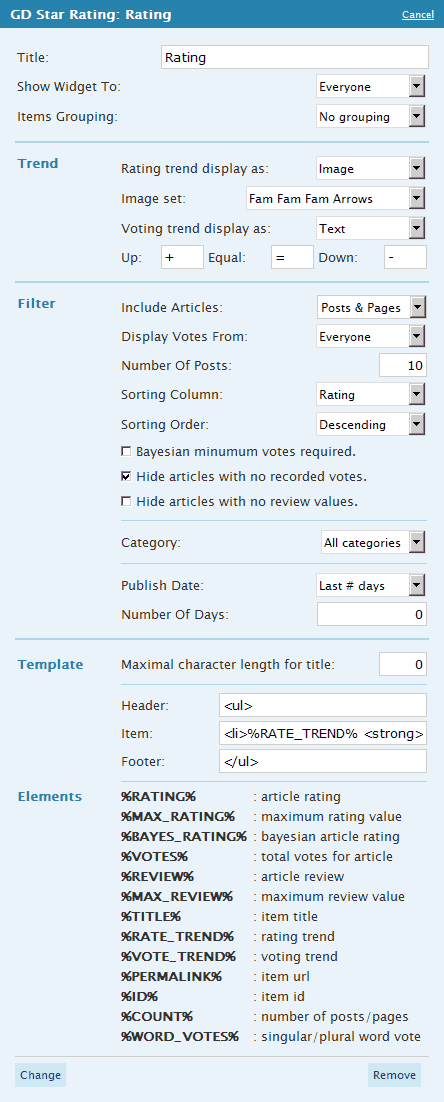 GD Star Rating: Rating Cancel
Title: Rating
Show Widget To: Everyone
Items Grouping: No grouping
Trend Rating trend display as: Image
Image set: Fam Fam Fam Arrows
Voting trend display as: Text
Up: + Equal: = Down: -
Filter Include Articles: Posts & Pages
Display Votes From: Everyone
Number Of Posts: 10
Sorting Column: Rating
Sorting Order: Descending
Bayesian minumum votes required.
Hide articles with no recorded votes.
Hide articles with no review values.
Category: All categories
Publish Date: Last # days
Number Of Days: 0
Template Maximal character length for title: 0
Header: <ul>
Item: <li>%RATE_TREND% <strong>
Footer: </ul>
Elements %RATING% : article rating
%MAX_RATING% : maximum rating value
%BAYES_RATING% : bayesian article rating
%VOTES% : total votes for article
%REVIEW% : article review
%MAX_REVIEW% : maximum review value
%TITLE% : item title
%RATE_TREND% : rating trend
%VOTE_TREND% : voting trend
%PERMALINK% : item url
%ID% : item id
%COUNT% : number of posts/pages
%WORD_VOTES% : singular/plural word vote
Change Remove